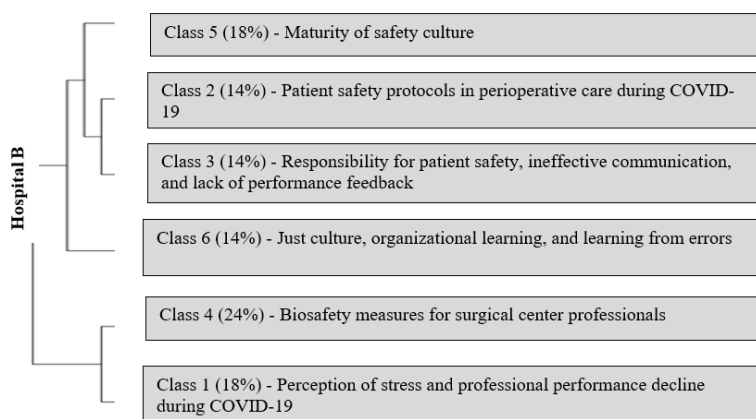 Hospital B
Class 5 (18%) - Maturity of safety culture
Class 2 (14%) - Patient safety protocols in perioperative care during COVID-
19
Class 3 (14%) - Responsibility for patient safety, ineffective communication,
and lack of performance feedback
Class 6 (14%) - Just culture, organizational learning, and learning from errors
Class 4 (24%) - Biosafety measures for surgical center professionals
Class 1 (18%) - Perception of stress and professional performance decline
during COVID-19